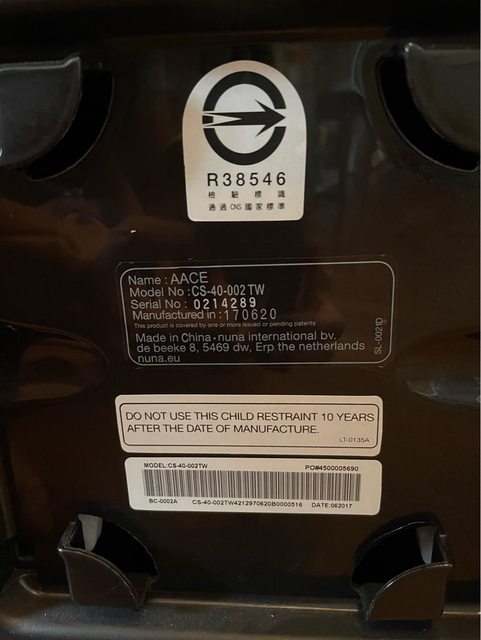 R38546
檢 驗 標 識
通過 CNS 國家標準
Name : AACE
Model No : CS-40-002 TW
Serial No : 0214289
Manufactured in : 170620
This product is covered by one or more issued or pending patents.
Made in China • nuna international bv.
de beeke 8, 5469 dw, Erp the netherlands
nuna.eu
SL-0021D
DO NOT USE THIS CHILD RESTRAINT 10 YEARS
AFTER THE DATE OF MANUFACTURE.
LT-0135A
MODEL:CS-40-002TW PO#4500005690
BC-0002A CS-40-002TW4212970620B0000516 DATE:062017